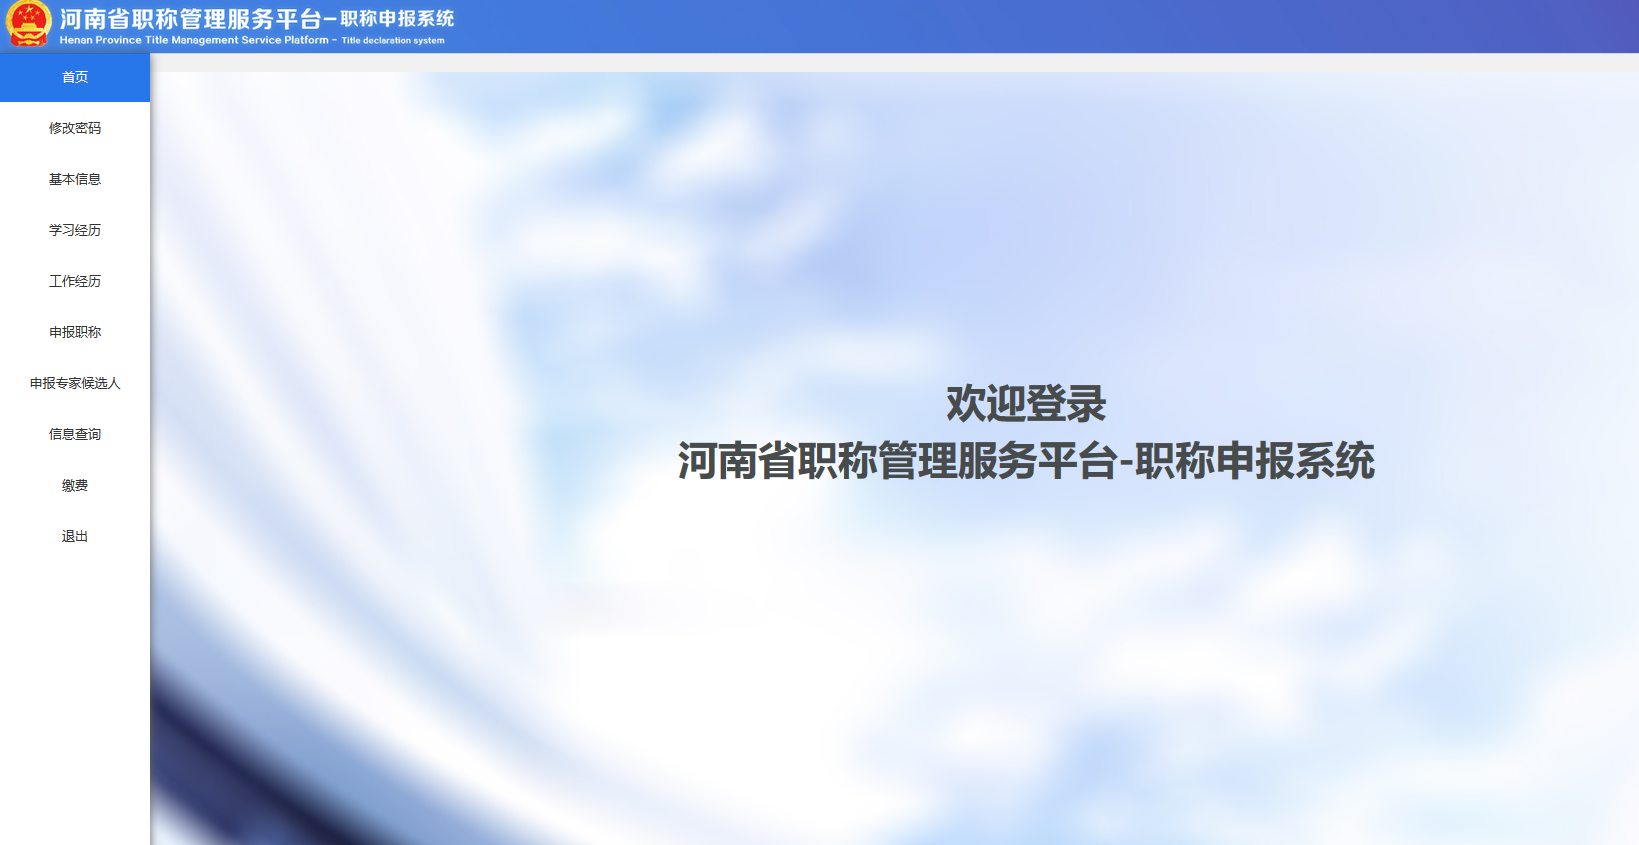 河南省职称管理服务平台-职称申报系统
Henan Province Title Management Service Platform - Title declaration system
首页
修改密码
基本信息
学习经历
工作经历
申报职称
申报专家候选人
信息查询
缴费
退出
欢迎登录
河南省职称管理服务平台-职称申报系统